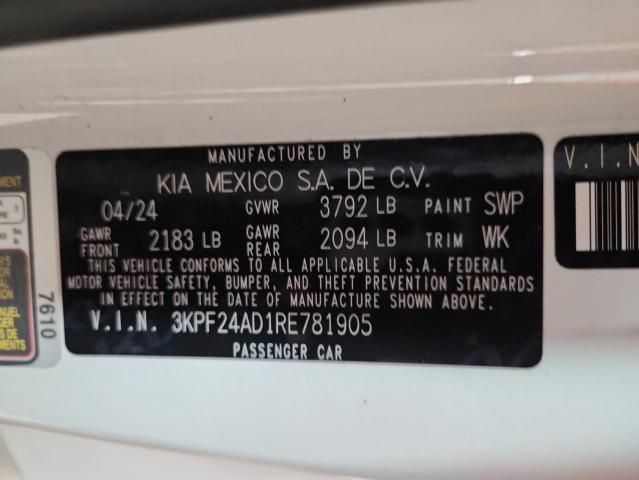 MANUFACTURED BY
KIA MEXICO S.A. DE C.V.
04/24 GVWR 3792 LB PAINT SWP
GAWR FRONT 2183 LB GAWR REAR 2094 LB TRIM WK
THIS VEHICLE CONFORMS TO ALL APPLICABLE U.S.A. FEDERAL
MOTOR VEHICLE SAFETY, BUMPER, AND THEFT PREVENTION STANDARDS
IN EFFECT ON THE DATE OF MANUFACTURE SHOWN ABOVE.
V.I.N. 3KPF24AD1RE781905
PASSENGER CAR
7610
V.I.N